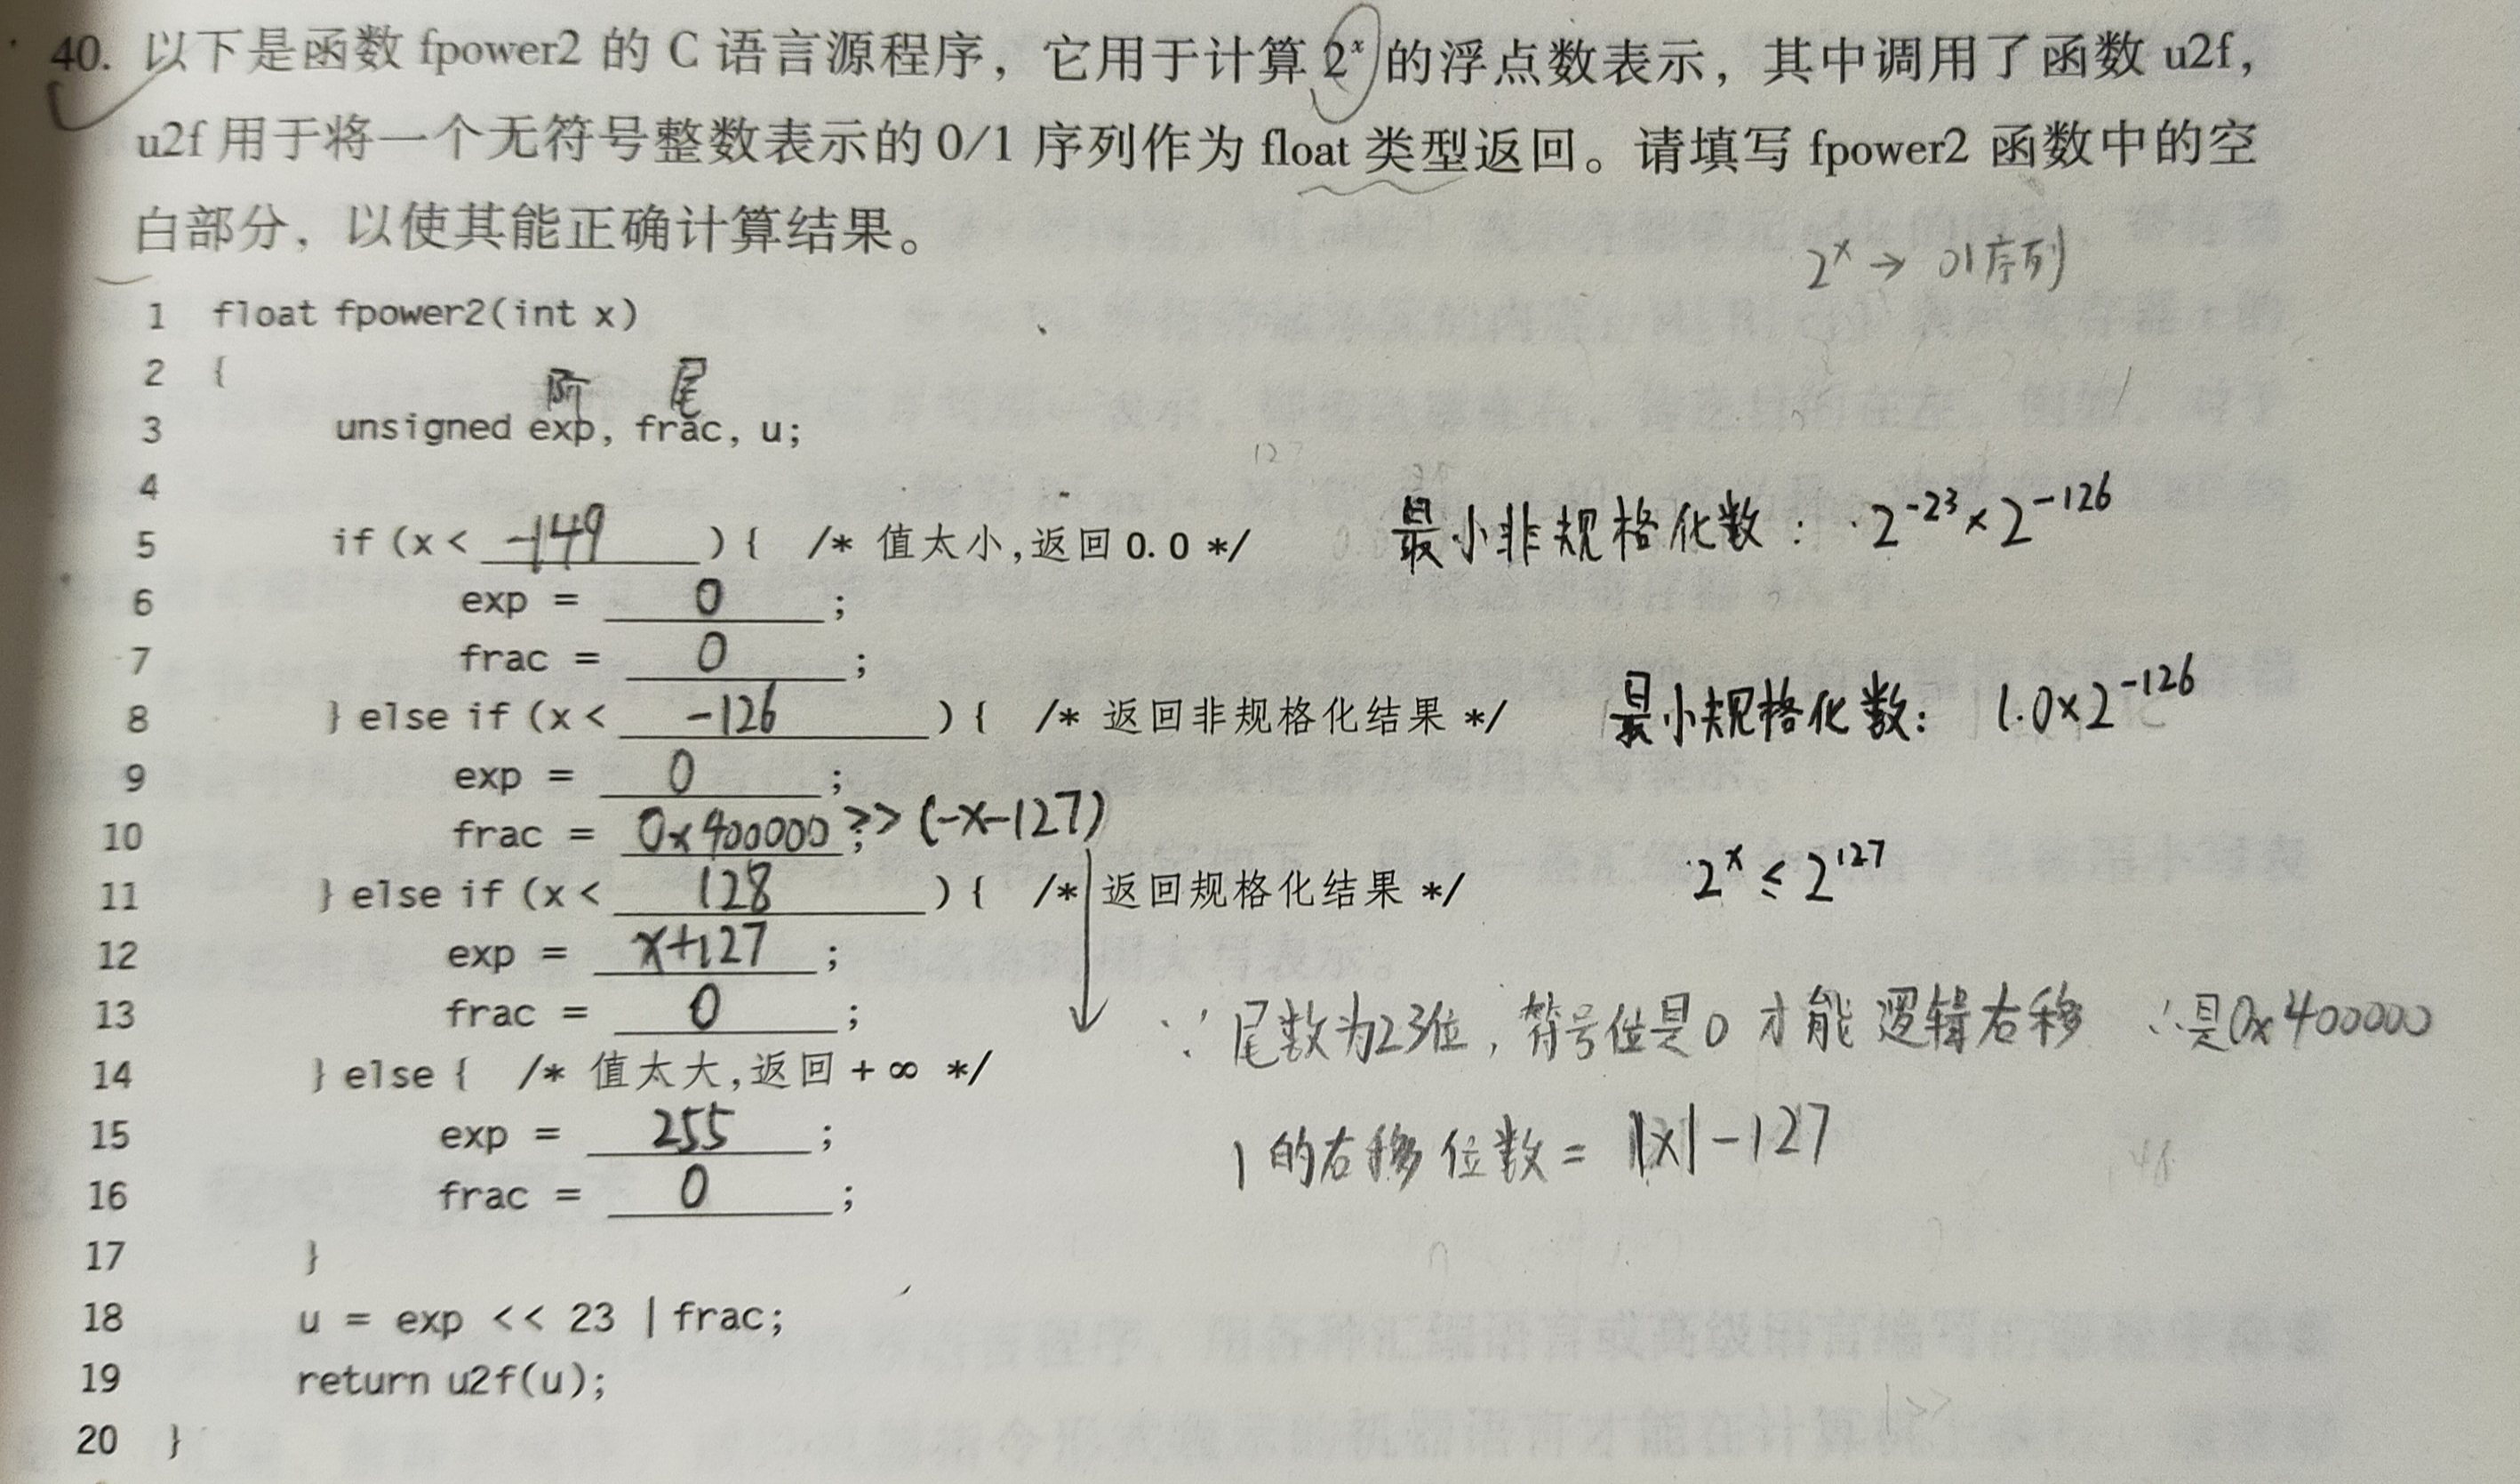 40. 以下是函数 fpower2 的 C 语言源程序，它用于计算 2ˣ 的浮点数表示，其中调用了函数 u2f，
u2f 用于将一个无符号整数表示的 0/1 序列作为 float 类型返回。请填写 fpower2 函数中的空
白部分，以使其能正确计算结果。
2ˣ → 01序列
1 float fpower2(int x)
2 {
阶 尾
3 unsigned exp, frac, u;
127
4
5 if (x < -149 ) { /* 值太小,返回0.0 */ 最小非规格化数： 2⁻²³×2⁻¹²⁶
6 exp = 0 ;
7 frac = 0 ;
8 } else if (x < -126 ) { /* 返回非规格化结果 */ 最小规格化数： 1.0×2⁻¹²⁶
9 exp = 0 ;
10 frac = 0x400000 ; >> (-x-127)
11 } else if (x < 128 ) { /* 返回规格化结果 */ 2ˣ ≤ 2¹²⁷
12 exp = x+127 ;
13 frac = 0 ; ∵ 尾数为23位，符号位是0 才能 逻辑右移 ∴是0x400000
14 } else { /* 值太大,返回 + ∞ */
15 exp = 255 ; 1 的右移位数 = |x| - 127
16 frac = 0 ;
17 }
18 u = exp << 23 | frac;
19 return u2f(u);
20 }